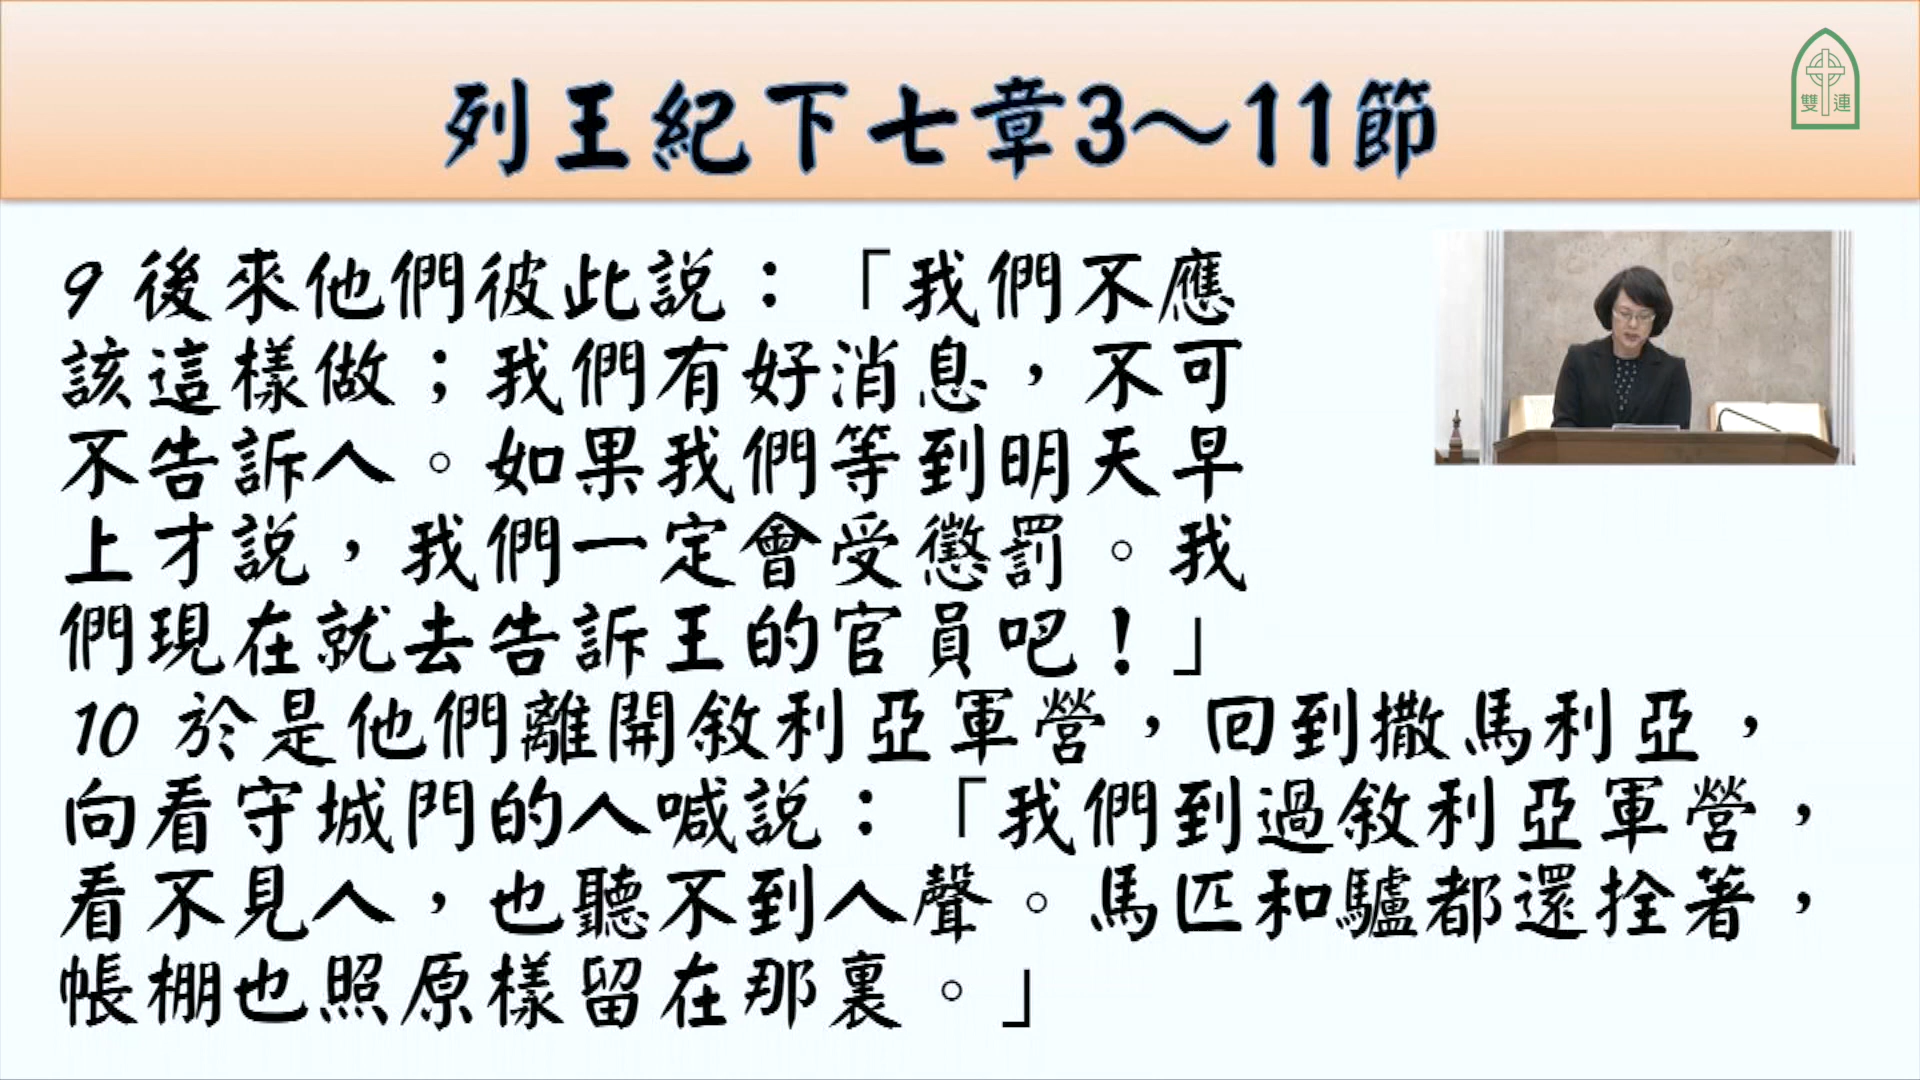 列王紀下七章3～11節
雙連
9 後來他們彼此說：「我們不應
該這樣做；我們有好消息，不可
不告訴人。如果我們等到明天早
上才說，我們一定會受懲罰。我
們現在就去告訴王的官員吧！」
10 於是他們離開敘利亞軍營，回到撒馬利亞，
向看守城門的人喊說：「我們到過敘利亞軍營，
看不見人，也聽不到人聲。馬匹和驢都還拴著，
帳棚也照原樣留在那裏。」